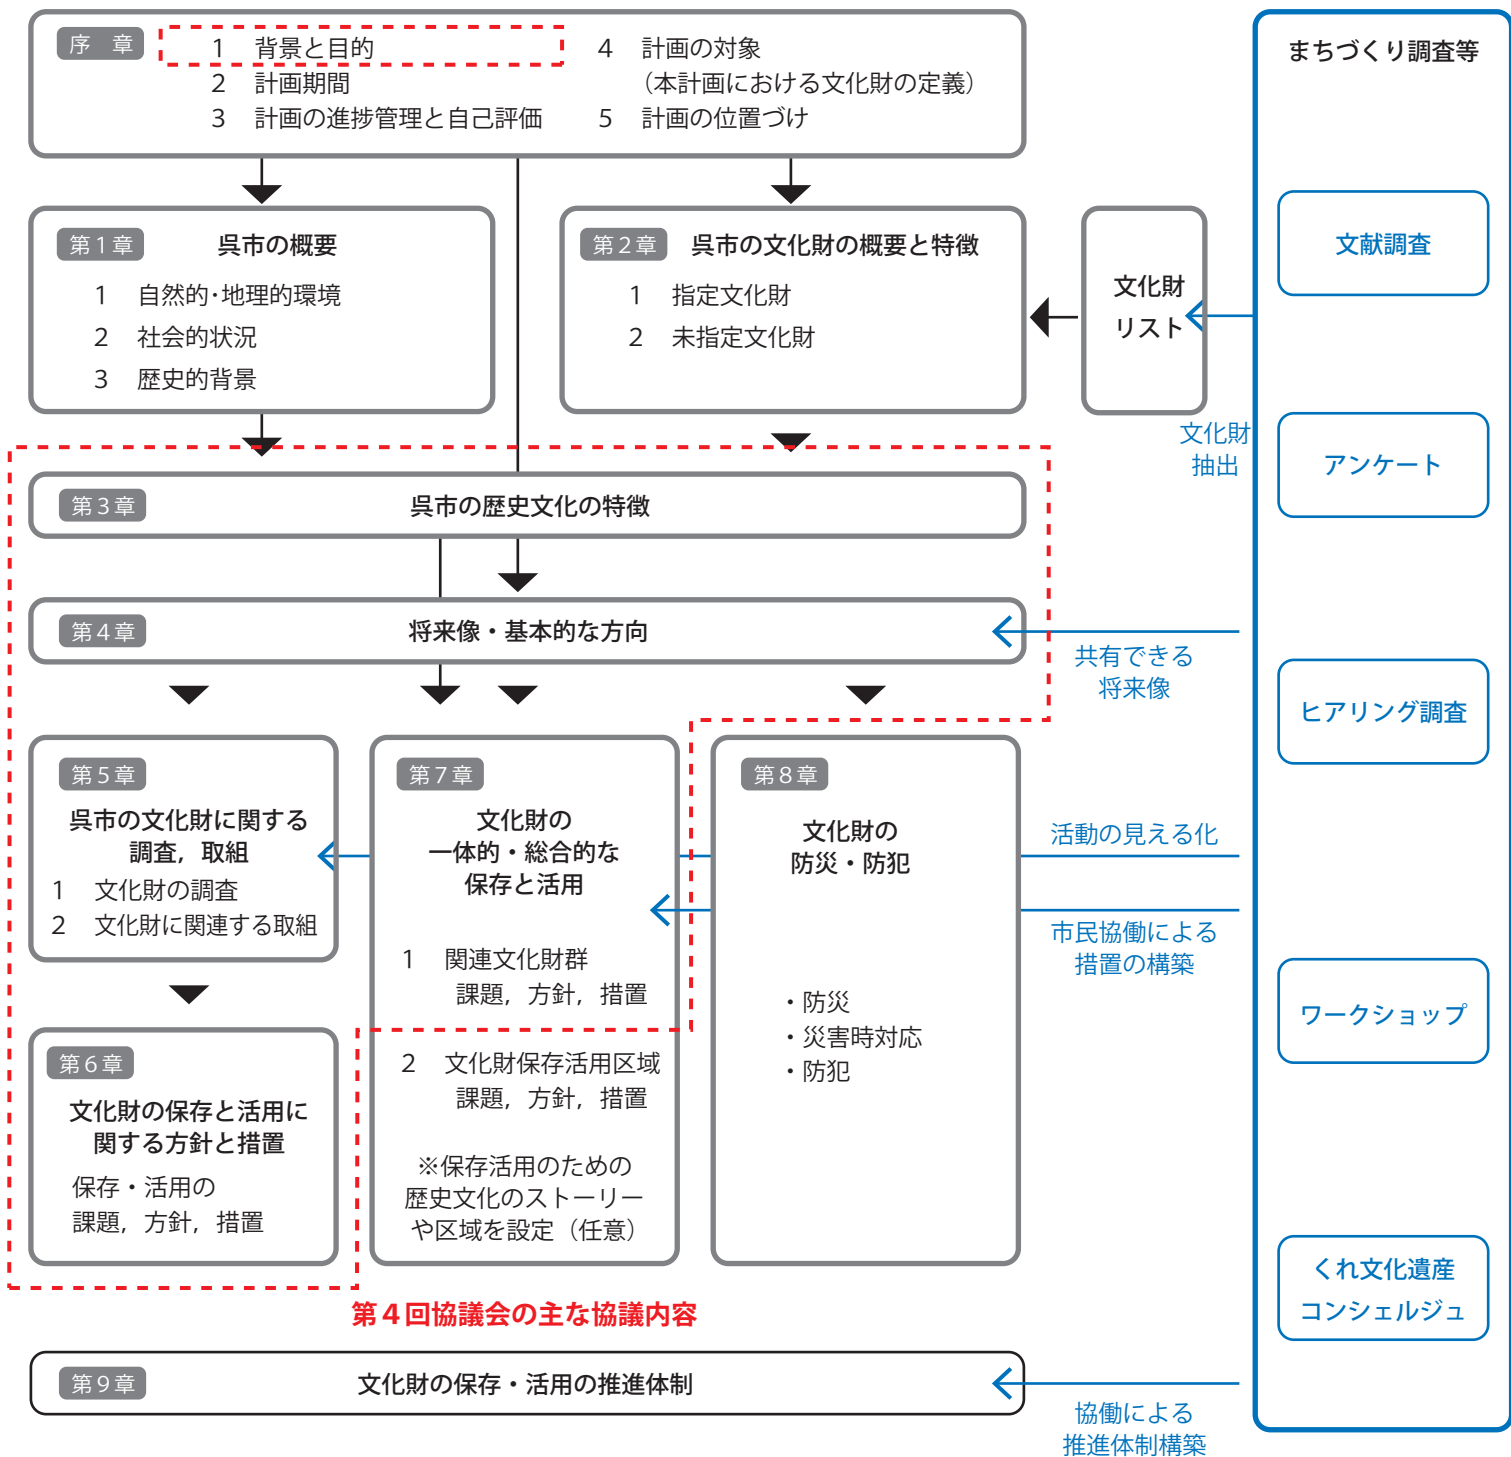 序　章
1　背景と目的
2　計画期間
3　計画の進捗管理と自己評価
4　計画の対象
（本計画における文化財の定義）
5　計画の位置づけ
第１章　呉市の概要
1　自然的・地理的環境
2　社会的状況
3　歴史的背景
第２章　呉市の文化財の概要と特徴
1　指定文化財
2　未指定文化財
文化財
リスト
文化財
抽出
第３章　呉市の歴史文化の特徴
第４章　将来像・基本的な方向
共有できる
将来像
第５章
呉市の文化財に関する
調査，取組
1　文化財の調査
2　文化財に関連する取組
第６章
文化財の保存と活用に
関する方針と措置
保存・活用の
課題，方針，措置
第７章
文化財の
一体的・総合的な
保存と活用
1　関連文化財群
課題，方針，措置
2　文化財保存活用区域
課題，方針，措置
※保存活用のための
歴史文化のストーリー
や区域を設定（任意）
第８章
文化財の
防災・防犯
・防災
・災害時対応
・防犯
活動の見える化
市民協働による
措置の構築
第４回協議会の主な協議内容
第９章　文化財の保存・活用の推進体制
協働による
推進体制構築
まちづくり調査等
文献調査
アンケート
ヒアリング調査
ワークショップ
くれ文化遺産
コンシェルジュ